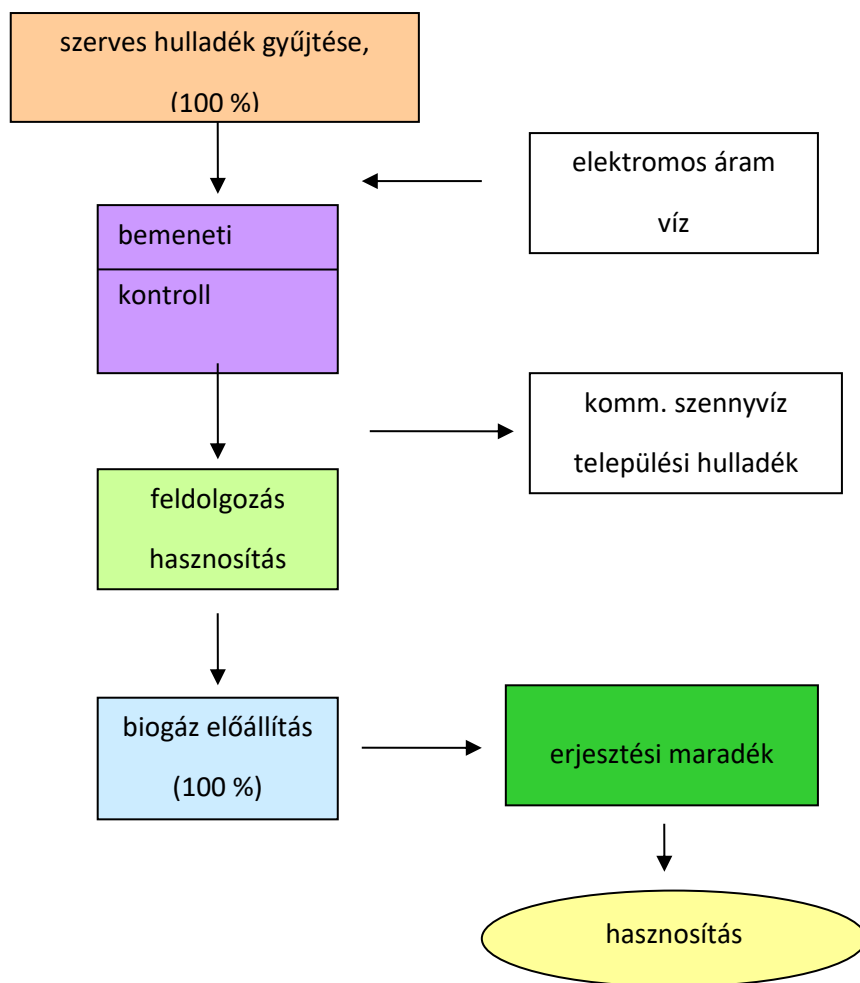 szerves hulladék gyűjtése,
(100 %)
elektromos áram
víz
bemeneti
kontroll
komm. szennyvíz
települési hulladék
feldolgozás
hasznosítás
biogáz előállítás
(100 %)
erjesztési maradék
hasznosítás